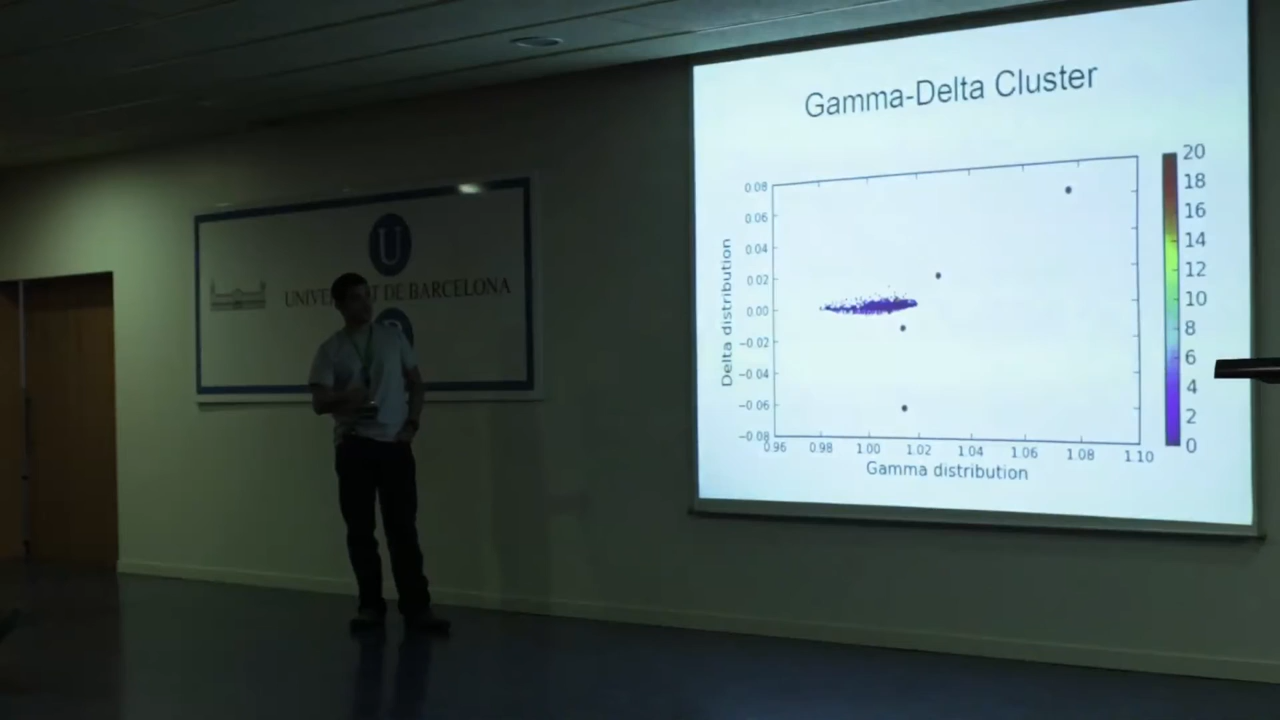 Gamma-Delta Cluster
0.08
0.06
0.04
0.02
0.00
−0.02
−0.04
−0.06
−0.08
Delta distribution
0.96 0.98 1.00 1.02 1.04 1.06 1.08 1.10
Gamma distribution
20
18
16
14
12
10
8
6
4
2
0
U
DE BARCELONA
B